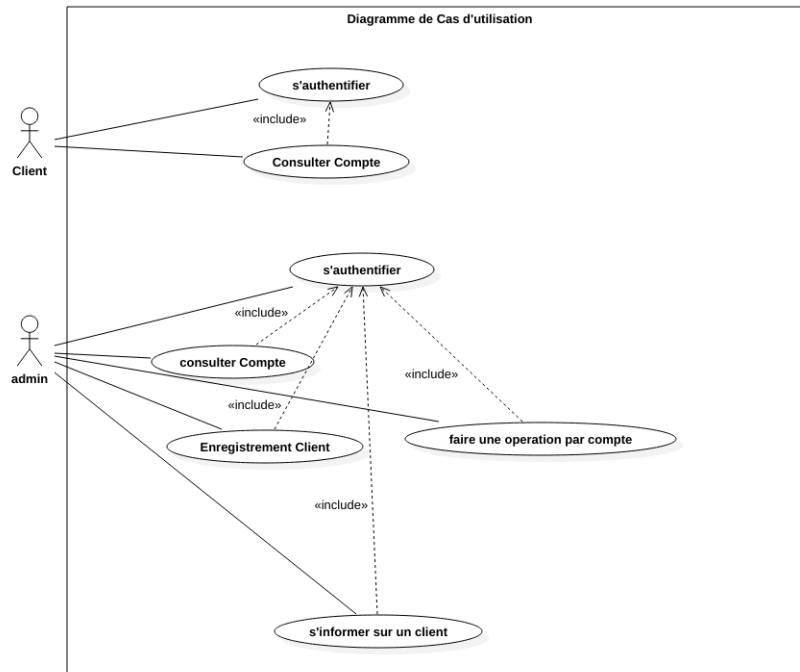 Diagramme de Cas d'utilisation
s'authentifier
«include»
Client
Consulter Compte
s'authentifier
«include»
admin
consulter Compte
«include»
«include»
Enregistrement Client
faire une operation par compte
«include»
s'informer sur un client